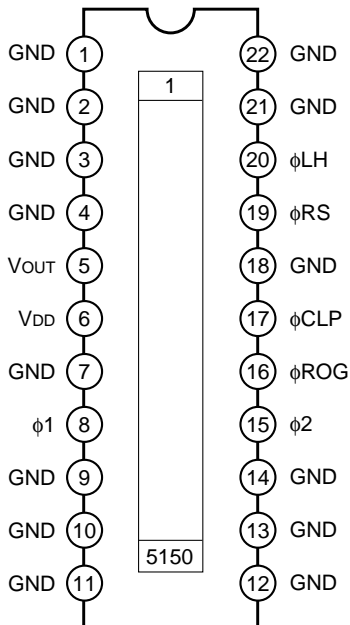 GND 1 22 GND
1
GND 2 21 GND
GND 3 20 ϕLH
GND 4 19 ϕRS
VOUT 5 18 GND
VDD 6 17 ϕCLP
GND 7 16 ϕROG
ϕ1 8 15 ϕ2
GND 9 14 GND
GND 10 13 GND
5150
GND 11 12 GND